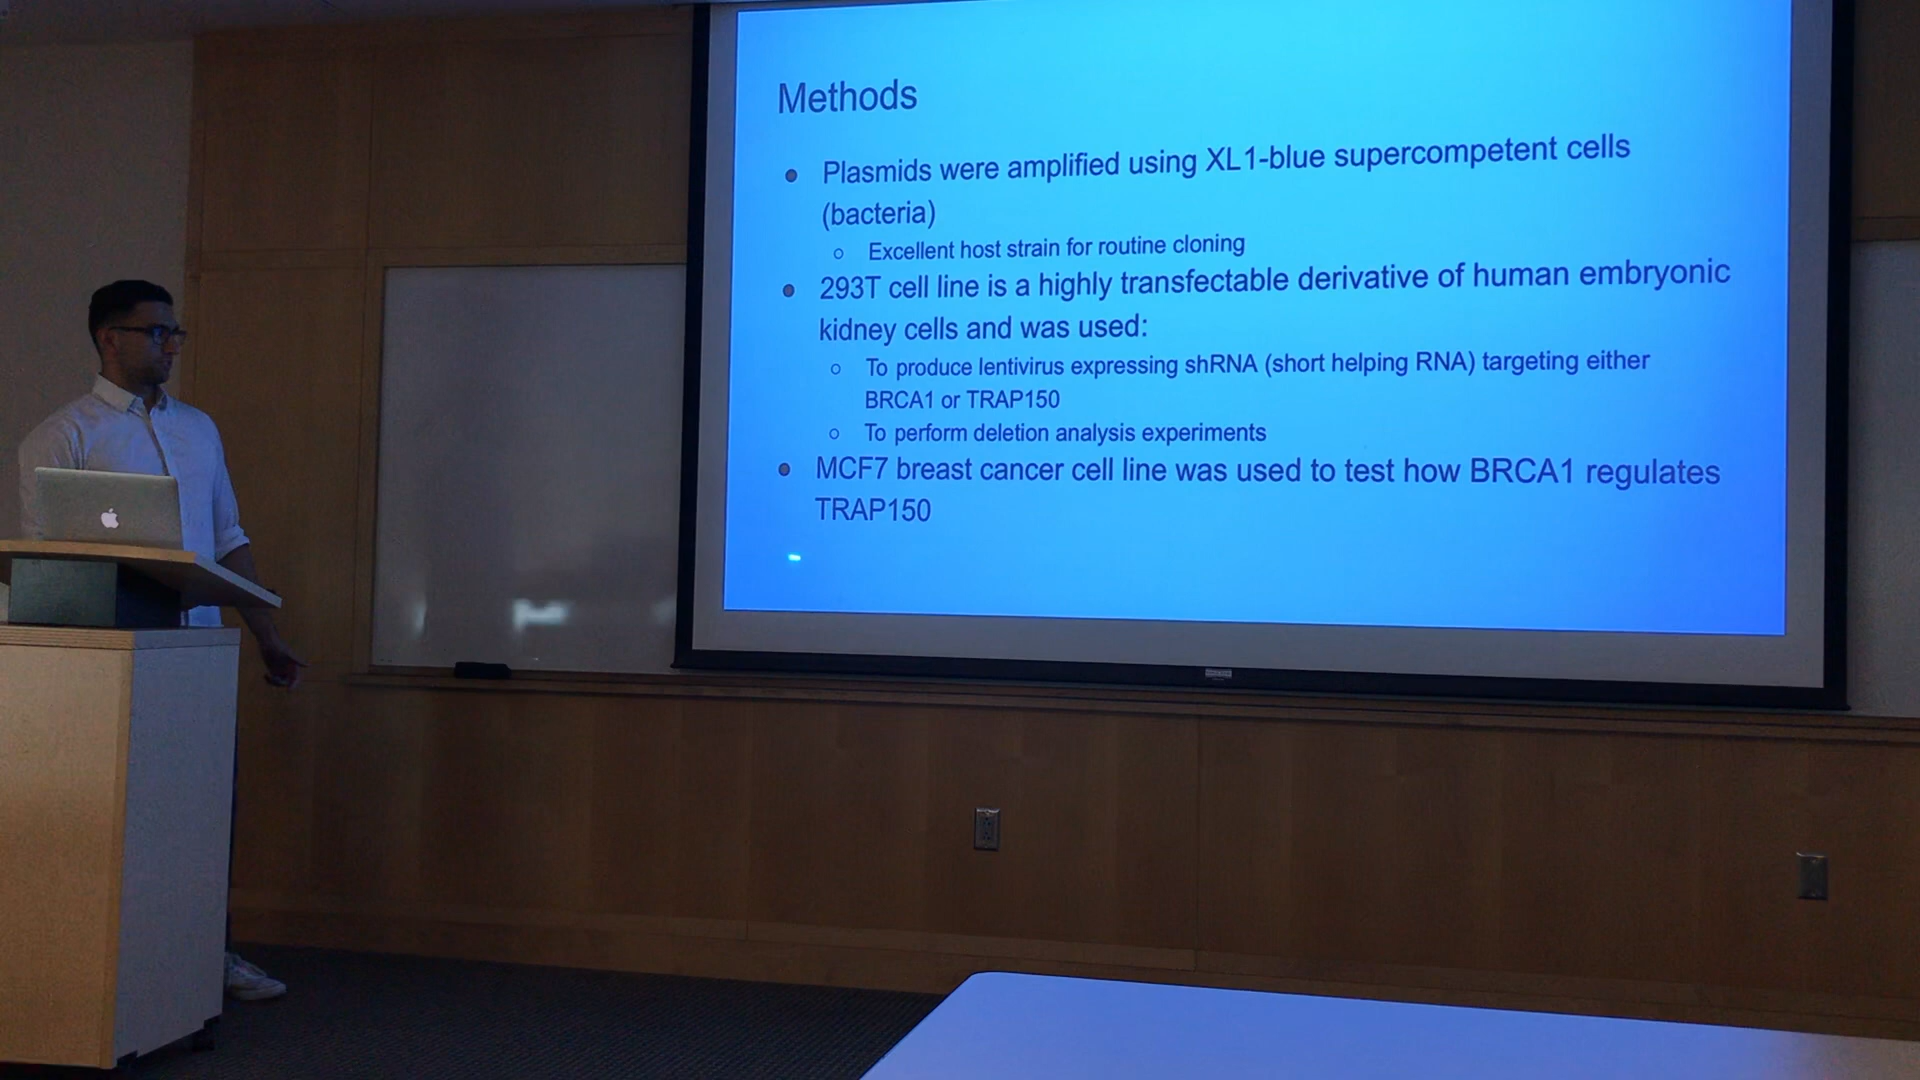 Methods
● Plasmids were amplified using XL1-blue supercompetent cells
(bacteria)
○ Excellent host strain for routine cloning
● 293T cell line is a highly transfectable derivative of human embryonic
kidney cells and was used:
○ To produce lentivirus expressing shRNA (short helping RNA) targeting either
BRCA1 or TRAP150
○ To perform deletion analysis experiments
● MCF7 breast cancer cell line was used to test how BRCA1 regulates
TRAP150